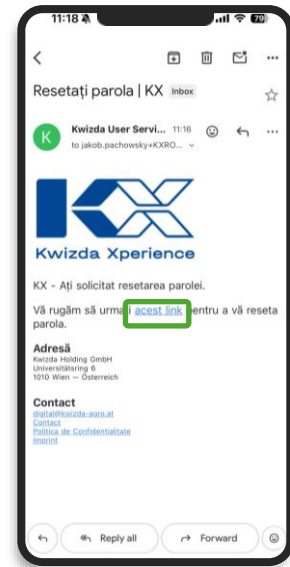 11:18
79
Resetați parola | KX Inbox
K
Kwizda User Servi... 11:16
to jakob.pachowsky+KXRO...
KX
Kwizda Xperience
KX - Ați solicitat resetarea parolei.
Vă rugăm să urmați acest link pentru a vă reseta
parola.
Adresă
Kwizda Holding GmbH
Universitätsring 6
1010 Wien — Österreich
Contact
digital@kwizda-agro.at
Contact
Politica de Confidentialitate
Imprint
Reply all
Forward